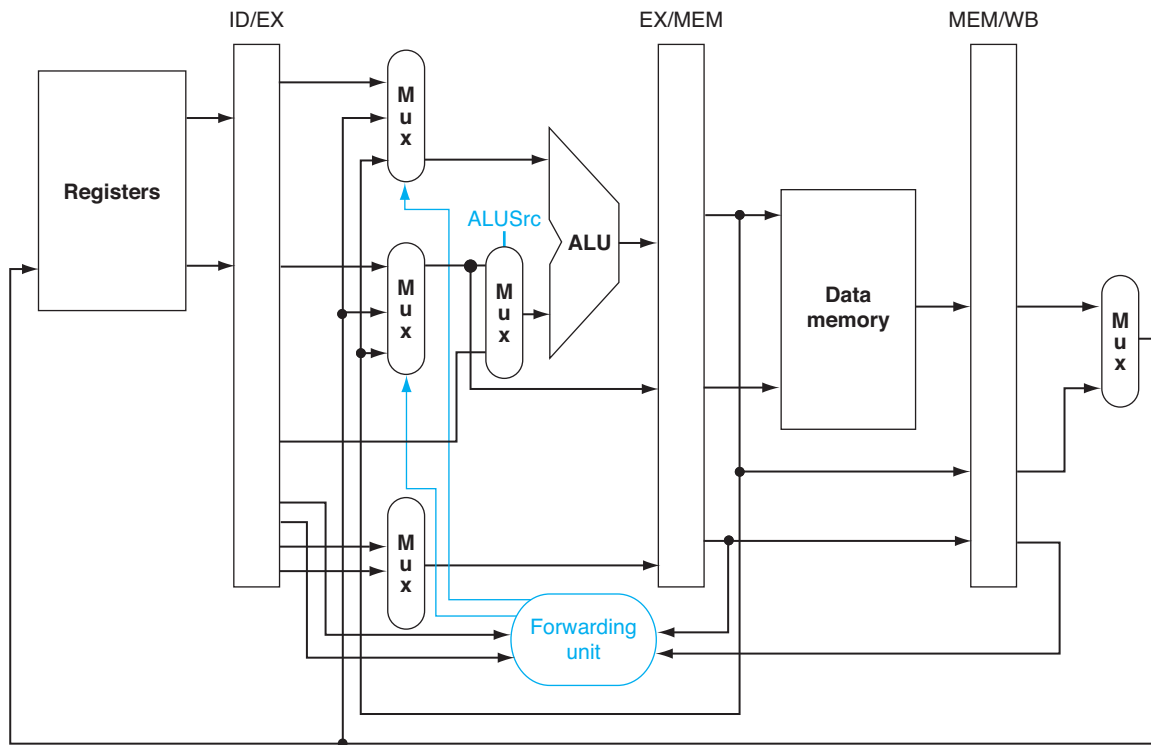 ID/EX
EX/MEM
MEM/WB
Registers
M
u
x
ALUSrc
M
u
x
M
u
x
ALU
Data
memory
M
u
x
M
u
x
Forwarding
unit